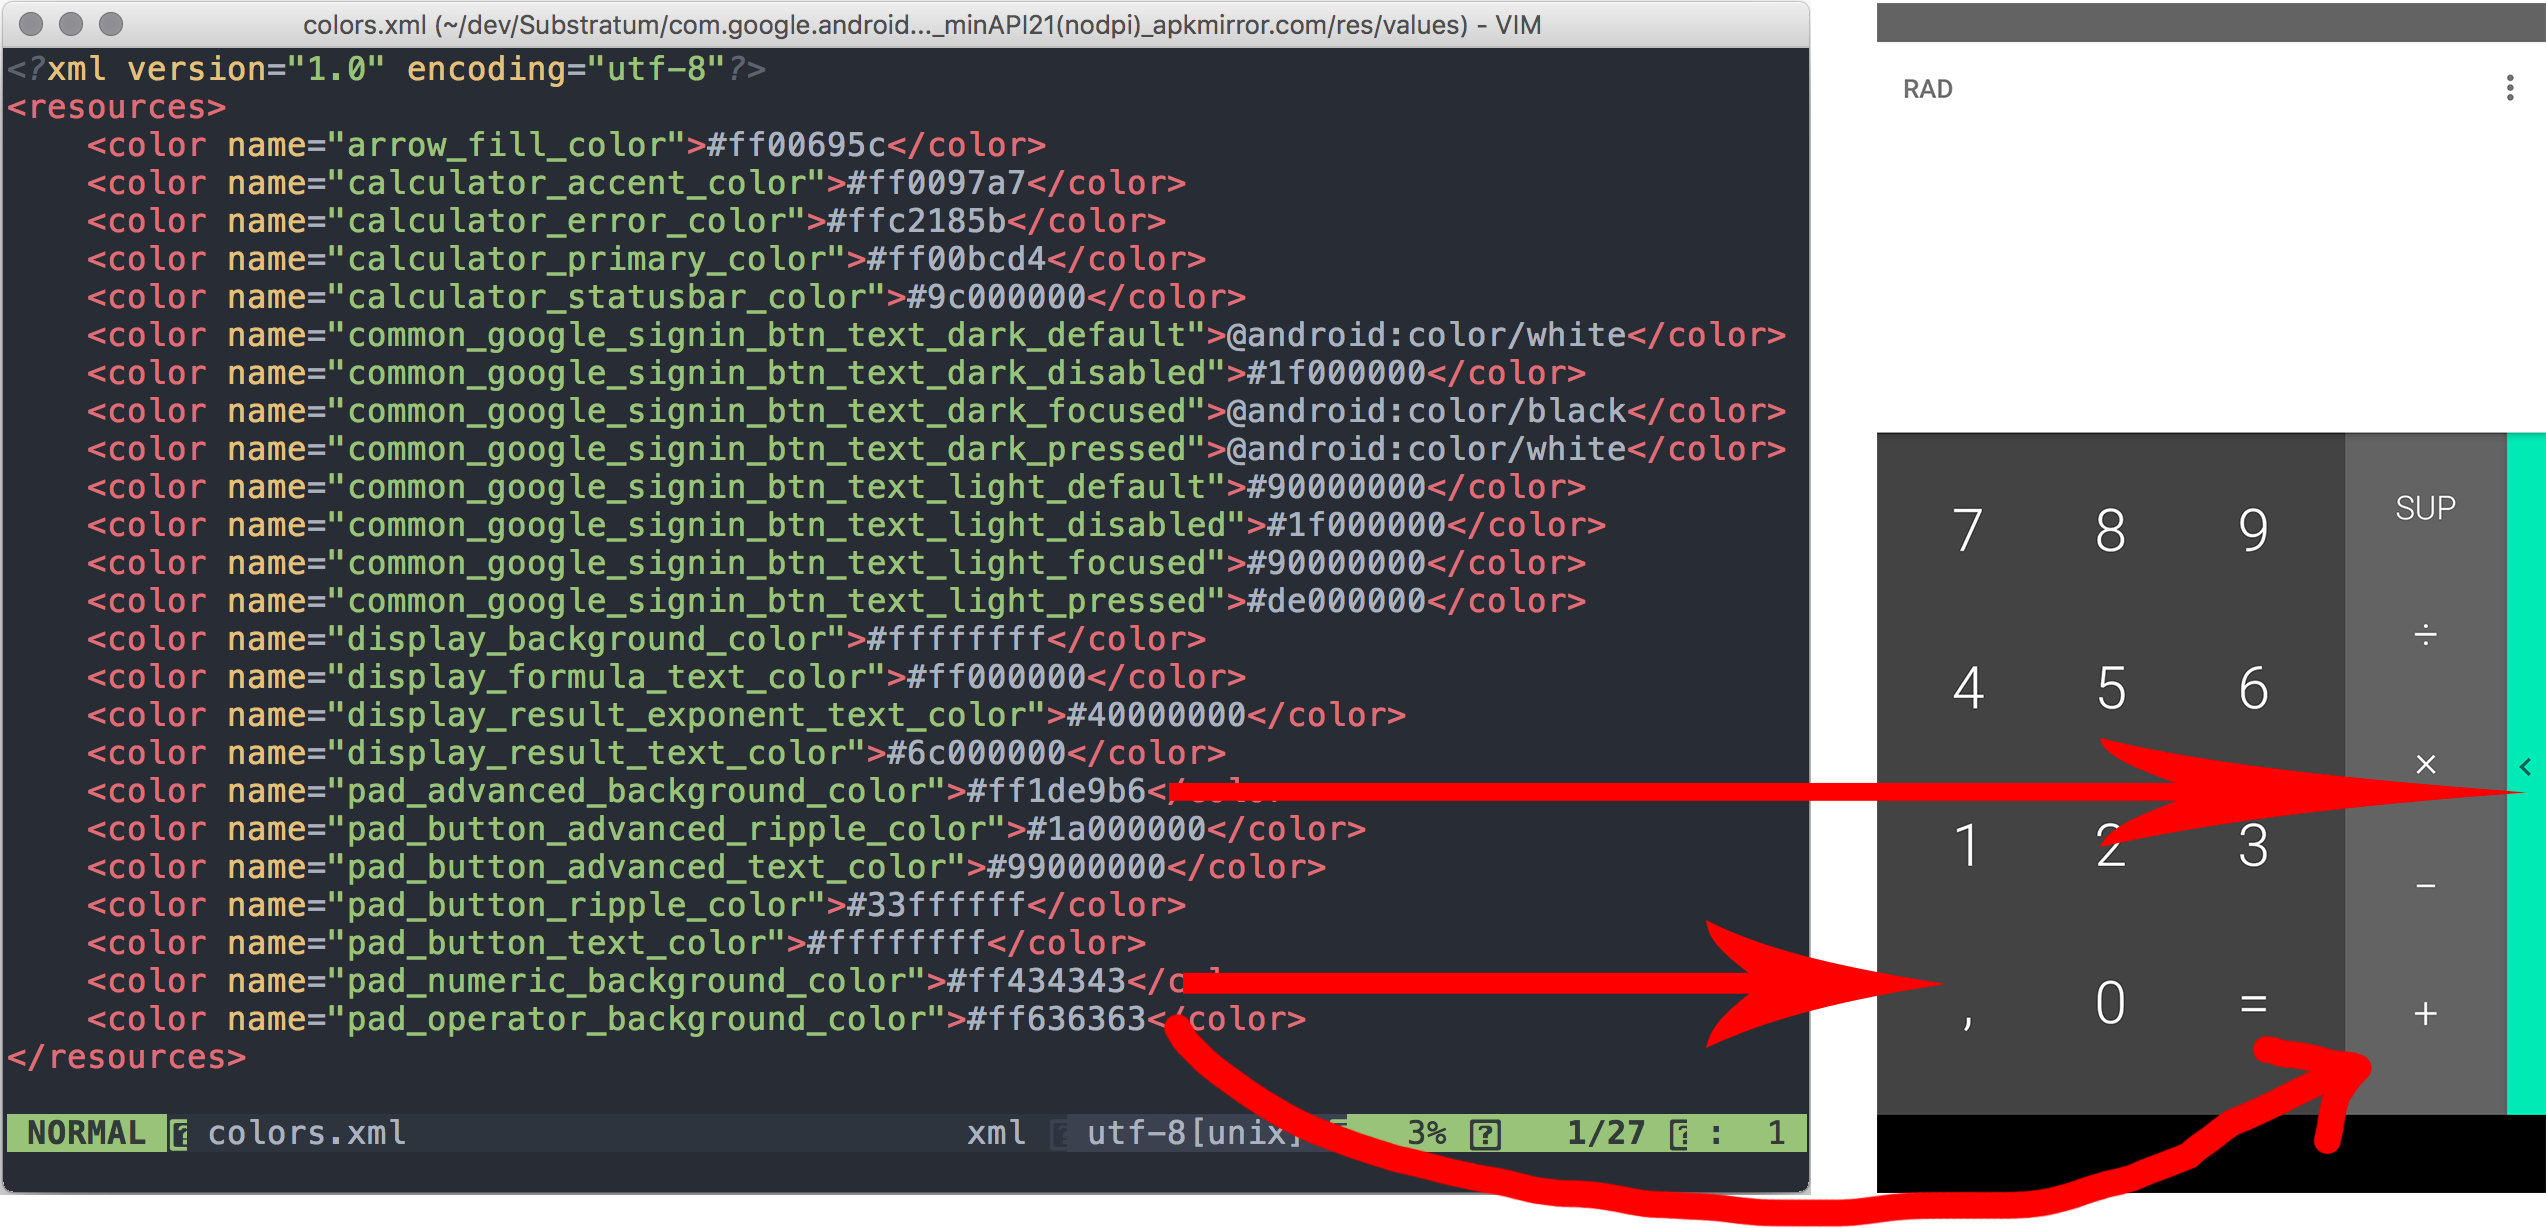 colors.xml (~/dev/Substratum/com.google.android..._minAPI21(nodpi)_apkmirror.com/res/values) - VIM
<?xml version="1.0" encoding="utf-8"?>
<resources>
    <color name="arrow_fill_color">#ff00695c</color>
    <color name="calculator_accent_color">#ff0097a7</color>
    <color name="calculator_error_color">#ffc2185b</color>
    <color name="calculator_primary_color">#ff00bcd4</color>
    <color name="calculator_statusbar_color">#9c000000</color>
    <color name="common_google_signin_btn_text_dark_default">@android:color/white</color>
    <color name="common_google_signin_btn_text_dark_disabled">#1f000000</color>
    <color name="common_google_signin_btn_text_dark_focused">@android:color/black</color>
    <color name="common_google_signin_btn_text_dark_pressed">@android:color/white</color>
    <color name="common_google_signin_btn_text_light_default">#90000000</color>
    <color name="common_google_signin_btn_text_light_disabled">#1f000000</color>
    <color name="common_google_signin_btn_text_light_focused">#90000000</color>
    <color name="common_google_signin_btn_text_light_pressed">#de000000</color>
    <color name="display_background_color">#ffffffff</color>
    <color name="display_formula_text_color">#ff000000</color>
    <color name="display_result_exponent_text_color">#40000000</color>
    <color name="display_result_text_color">#6c000000</color>
    <color name="pad_advanced_background_color">#ff1de9b6</color
    <color name="pad_button_advanced_ripple_color">#1a000000</color>
    <color name="pad_button_advanced_text_color">#99000000</color>
    <color name="pad_button_ripple_color">#33ffffff</color>
    <color name="pad_button_text_color">#ffffffff</color>
    <color name="pad_numeric_background_color">#ff434343</c
    <color name="pad_operator_background_color">#ff636363</color>
</resources>
NORMAL colors.xml xml utf-8[unix] 3% 1/27 : 1
RAD
7 8 9 SUP
÷
4 5 6
× <
1 2 3
−
, 0 = +